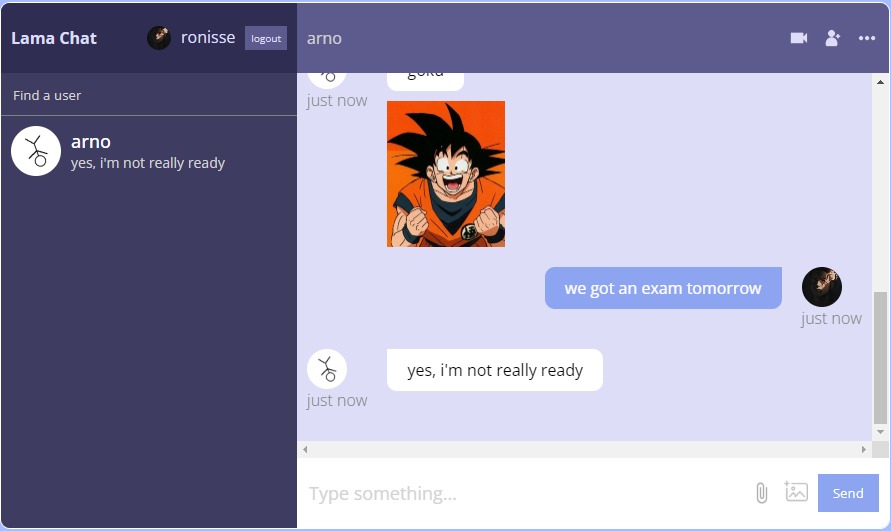 Lama Chat
ronisse
logout
arno
Find a user
arno
yes, i'm not really ready
goku
just now
we got an exam tomorrow
just now
yes, i'm not really ready
just now
Type something...
Send